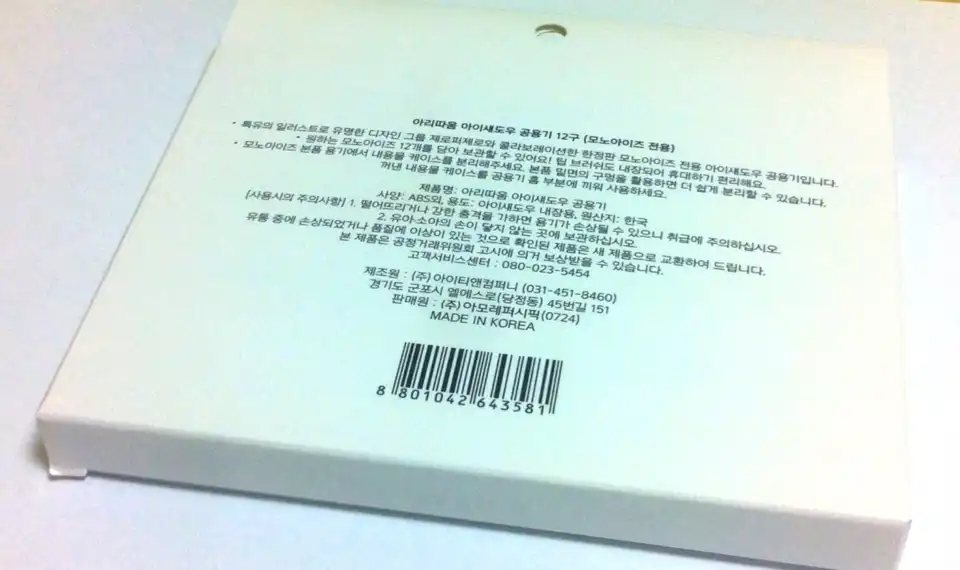 아리따움 아이섀도우 공용기 12구 (모노아이즈 전용)
• 특유의 일러스트로 유명한 디자인 그룹 제로퍼제로와 콜라보레이션한 한정판 모노아이즈 전용 아이섀도우 공용기입니다.
• 원하는 모노아이즈 12개를 담아 보관할 수 있어요! 팁 브러쉬도 내장되어 휴대하기 편리해요.
• 모노아이즈 본품 용기에서 내용물 케이스를 분리해주세요. 본품 밑면의 구멍을 활용하면 더 쉽게 분리할 수 있습니다.
꺼낸 내용물 케이스를 공용기 홈 부분에 끼워 사용하세요.
제품명: 아리따움 아이섀도우 공용기
사양: ABS외, 용도: 아이섀도우 내장용, 원산지: 한국
[사용시의 주의사항] 1. 떨어뜨리거나 강한 충격을 가하면 용기가 손상될 수 있으니 취급에 주의하십시오.
2. 유아·소아의 손이 닿지 않는 곳에 보관하십시오.
유통 중에 손상되었거나 품질에 이상이 있는 것으로 확인된 제품은 새 제품으로 교환하여 드립니다.
본 제품은 공정거래위원회 고시에 의거 보상받을 수 있습니다.
고객서비스센터 : 080-023-5454
제조원 : (주)아이티앤컴퍼니 (031-451-8460)
경기도 군포시 엘에스로(당정동) 45번길 151
판매원 : (주)아모레퍼시픽(0724)
MADE IN KOREA
8 801042 643581